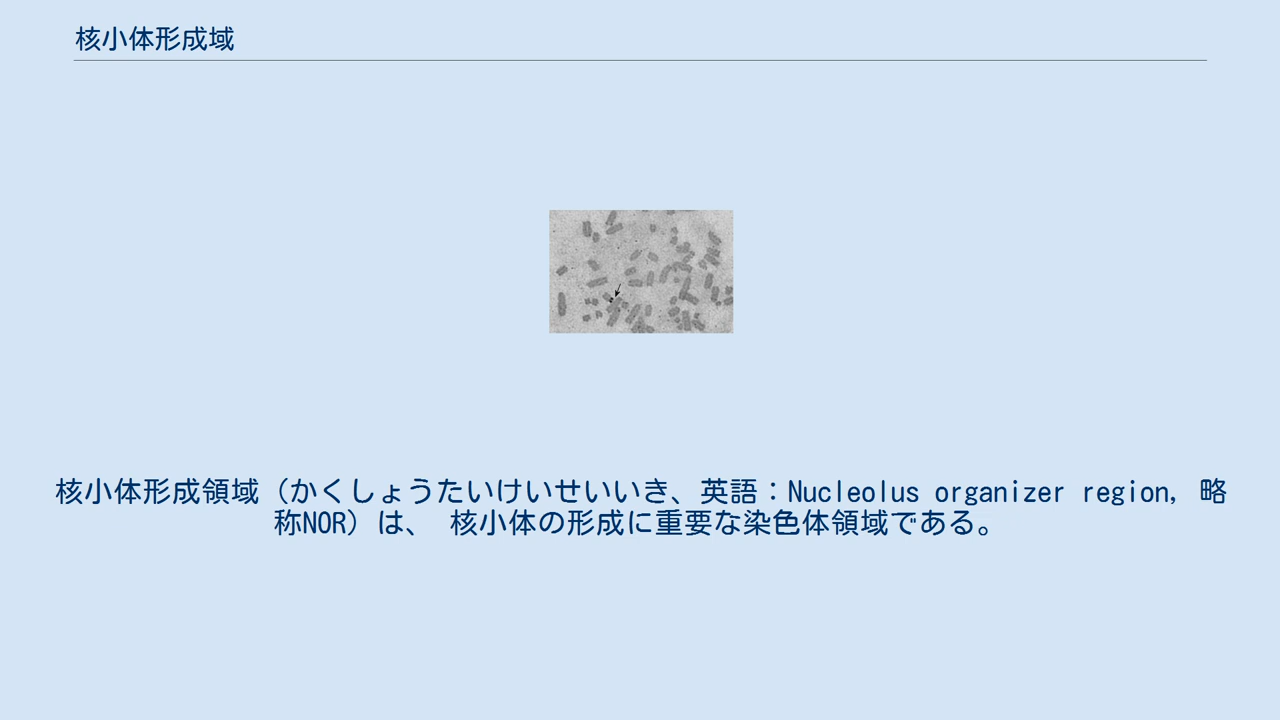 核小体形成域
核小体形成領域（かくしょうたいけいせいいき、英語：Nucleolus organizer region, 略
称NOR）は、 核小体の形成に重要な染色体領域である。